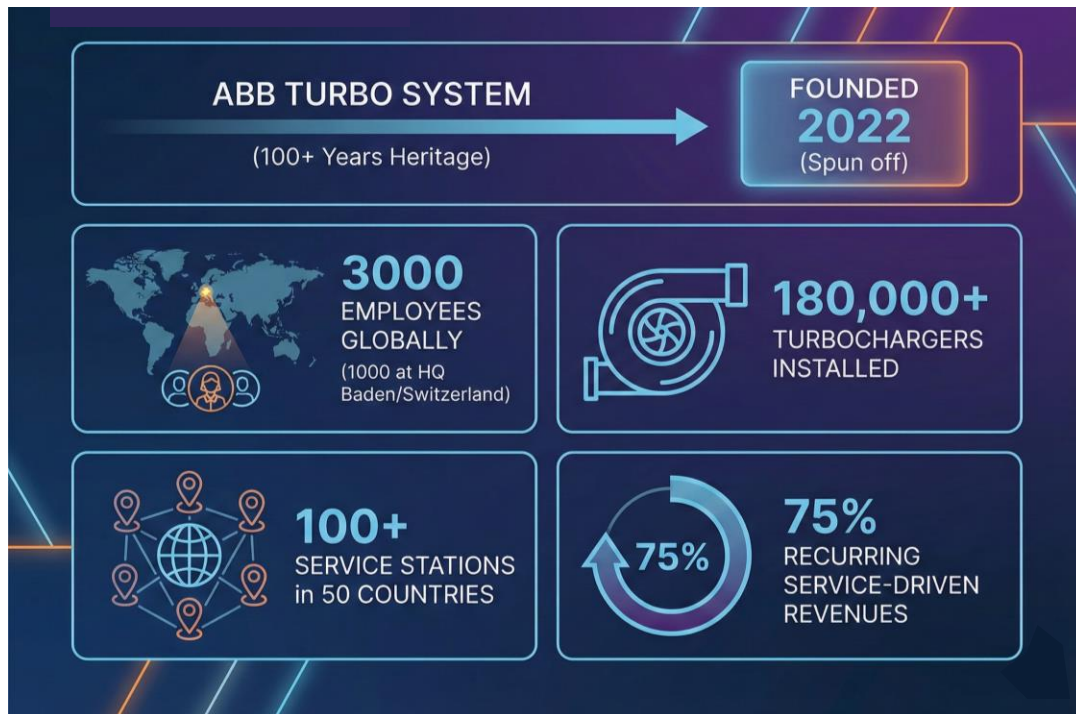 ABB TURBO SYSTEM
(100+ Years Heritage)
FOUNDED
2022
(Spun off)
3000
EMPLOYEES
GLOBALLY
(1000 at HQ
Baden/Switzerland)
180,000+
TURBOCHARGERS
INSTALLED
100+
SERVICE STATIONS
in 50 COUNTRIES
75%
75%
RECURRING
SERVICE-DRIVEN
REVENUES